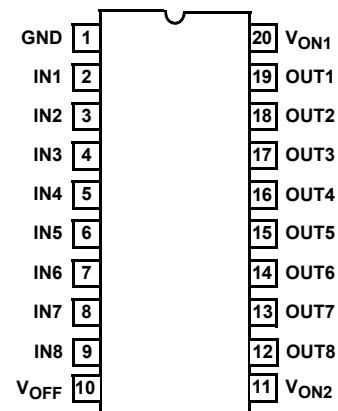 GND 1 20 VON1
IN1 2 19 OUT1
IN2 3 18 OUT2
IN3 4 17 OUT3
IN4 5 16 OUT4
IN5 6 15 OUT5
IN6 7 14 OUT6
IN7 8 13 OUT7
IN8 9 12 OUT8
VOFF 10 11 VON2